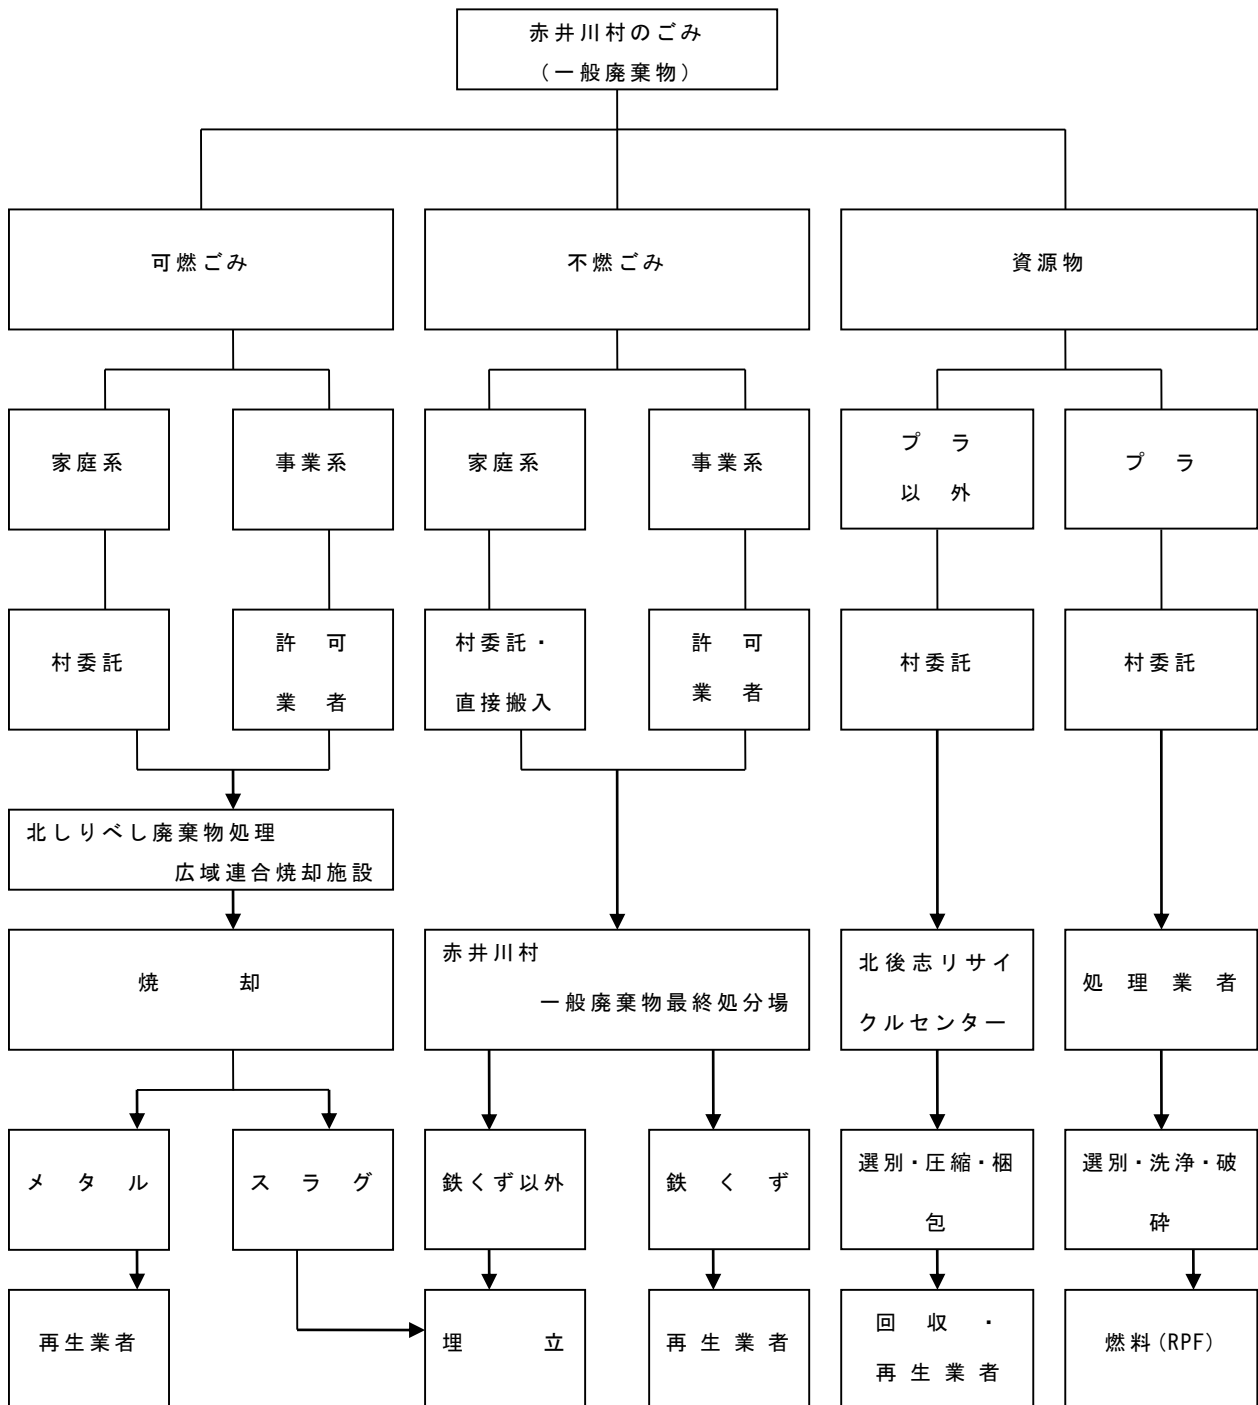 赤井川村のごみ
(一般廃棄物)
可燃ごみ
不燃ごみ
資源物
家庭系
事業系
家庭系
事業系
プラ
以外
プラ
村委託
許可
業者
村委託・
直接搬入
許可
業者
村委託
村委託
北しりべし廃棄物処理
広域連合焼却施設
焼却
赤井川村
一般廃棄物最終処分場
北後志リサイ
クルセンター
処理業者
メタル
スラグ
鉄くず以外
鉄くず
選別・圧縮・梱
包
選別・洗浄・破
砕
再生業者
埋立
再生業者
回収・
再生業者
燃料(RPF)